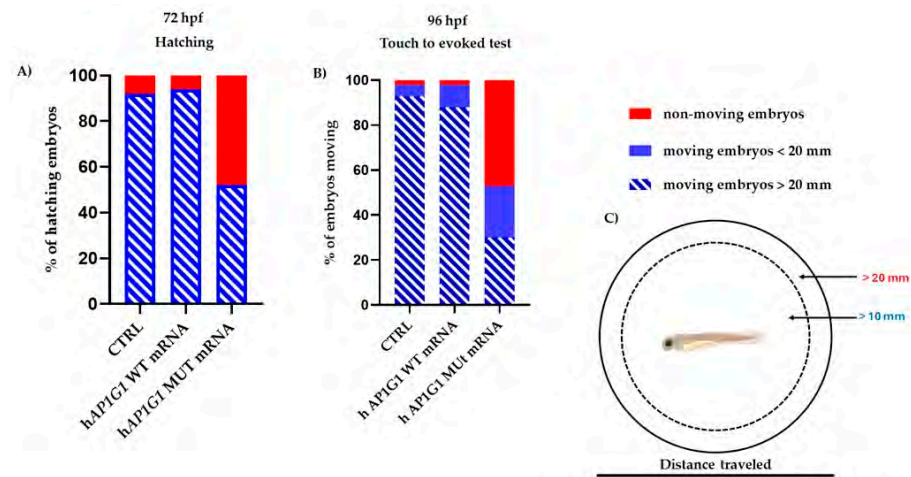 72 hpf
Hatching
A)
% of hatching embryos
100
80
60
40
20
0
CTRL
hAP1G1 WT mRNA
hAP1G1 MUT mRNA
96 hpf
Touch to evoked test
B)
% of embryos moving
100
80
60
40
20
0
CTRL
h AP1G1 WT mRNA
h AP1G1 MUt mRNA
non-moving embryos
moving embryos < 20 mm
moving embryos > 20 mm
C)
> 20 mm
> 10 mm
Distance traveled